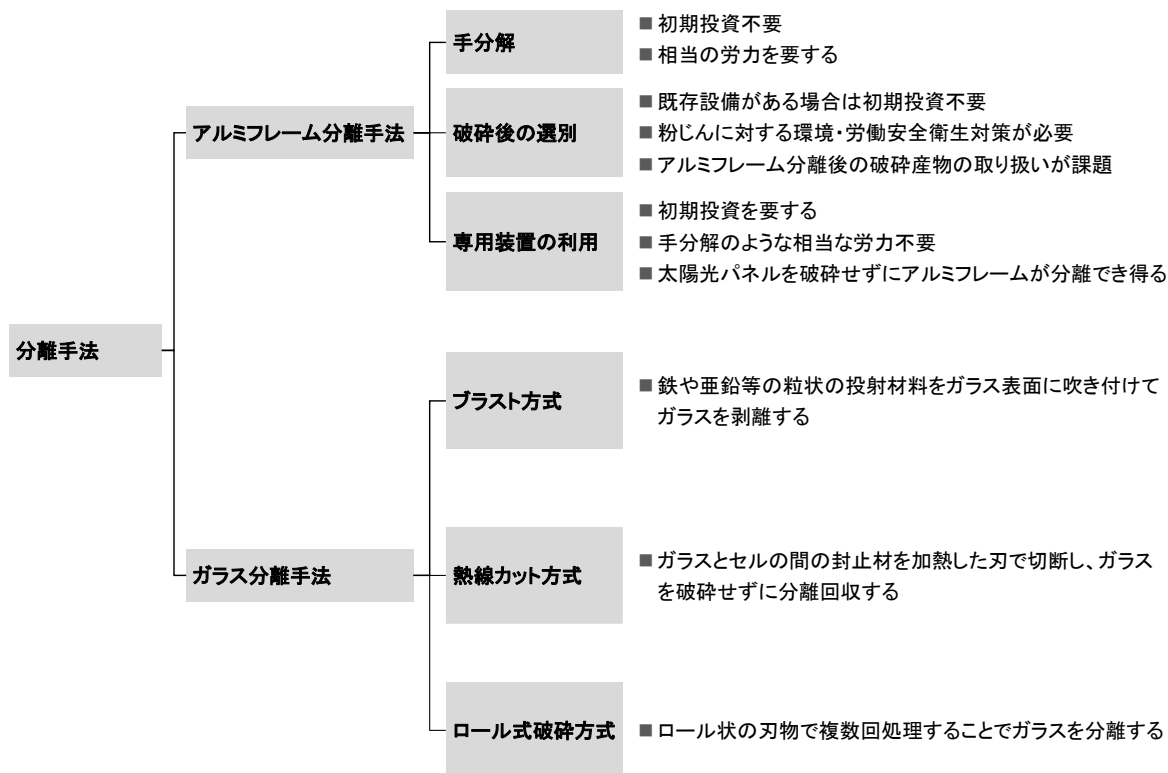 分離手法
アルミフレーム分離手法
手分解
■ 初期投資不要
■ 相当の労力を要する
破砕後の選別
■ 既存設備がある場合は初期投資不要
■ 粉じんに対する環境・労働安全衛生対策が必要
■ アルミフレーム分離後の破砕産物の取り扱いが課題
専用装置の利用
■ 初期投資を要する
■ 手分解のような相当な労力不要
■ 太陽光パネルを破砕せずにアルミフレームが分離でき得る
ガラス分離手法
ブラスト方式
■ 鉄や亜鉛等の粒状の投射材料をガラス表面に吹き付けて
ガラスを剥離する
熱線カット方式
■ ガラスとセルの間の封止材を加熱した刃で切断し、ガラス
を破砕せずに分離回収する
ロール式破砕方式
■ ロール状の刃物で複数回処理することでガラスを分離する